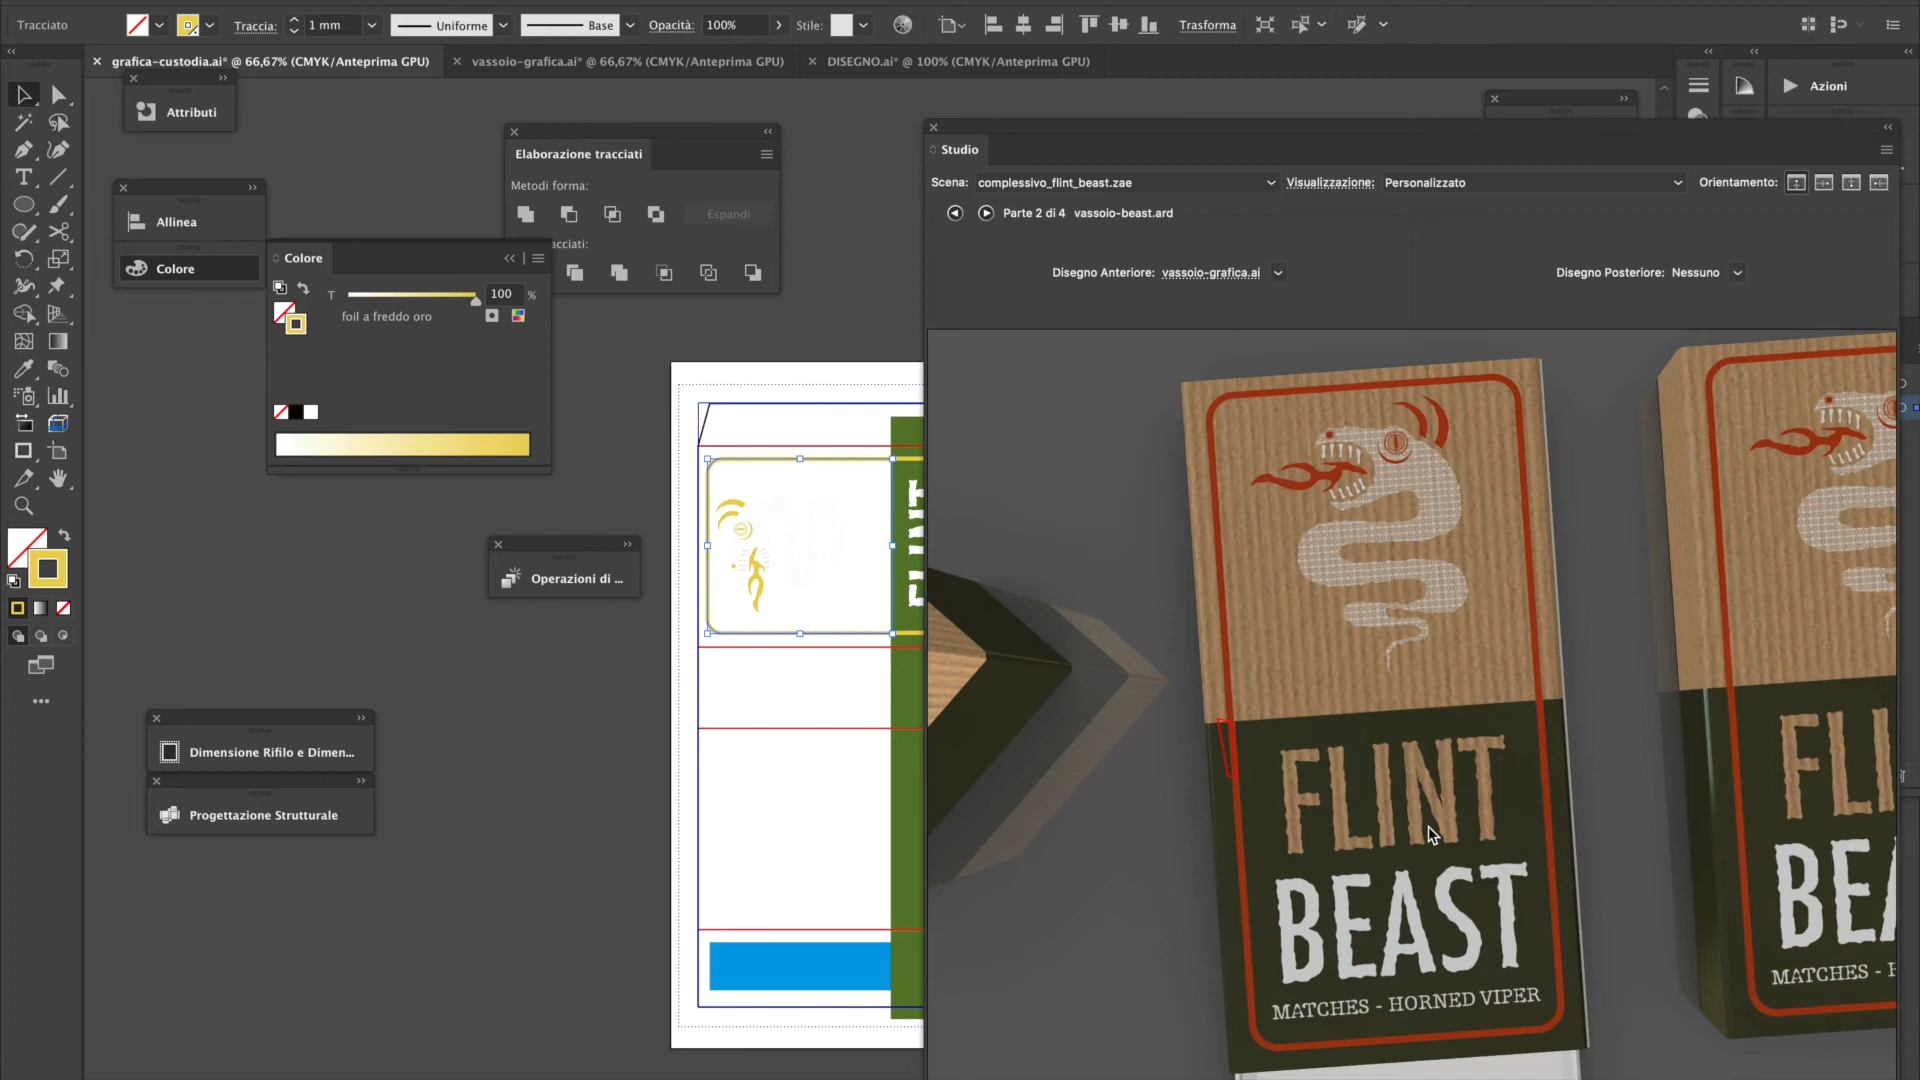 Tracciato
Traccia:
1 mm
Uniforme
Base
Opacità:
100%
Stile:
Trasforma
grafica-custodia.ai* @ 66,67% (CMYK/Anteprima GPU)
vassoio-grafica.ai* @ 66,67% (CMYK/Anteprima GPU)
DISEGNO.ai* @ 100% (CMYK/Anteprima GPU)
Azioni
Attributi
Allinea
Colore
Colore
T
100
%
foil a freddo oro
Elaborazione tracciati
Metodi forma:
Espandi
acciati:
Operazioni di ...
Dimensione Rifilo e Dimen...
Progettazione Strutturale
Studio
Scena:
complessivo_flint_beast.zae
Visualizzazione:
Personalizzato
Orientamento:
Parte 2 di 4
vassoio-beast.ard
Disegno Anteriore:
vassoio-grafica.ai
Disegno Posteriore:
Nessuno
FLINT
FLINT
BEAST
MATCHES - HORNED VIPER
FLI
BEA
MATCHES - H